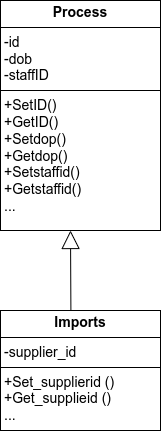 Process
-id
-dob
-staffID
+SetID()
+GetID()
+Setdop()
+Getdop()
+Setstaffid()
+Getstaffid()
...
Imports
-supplier_id
+Set_supplierid ()
+Get_supplieid ()
...